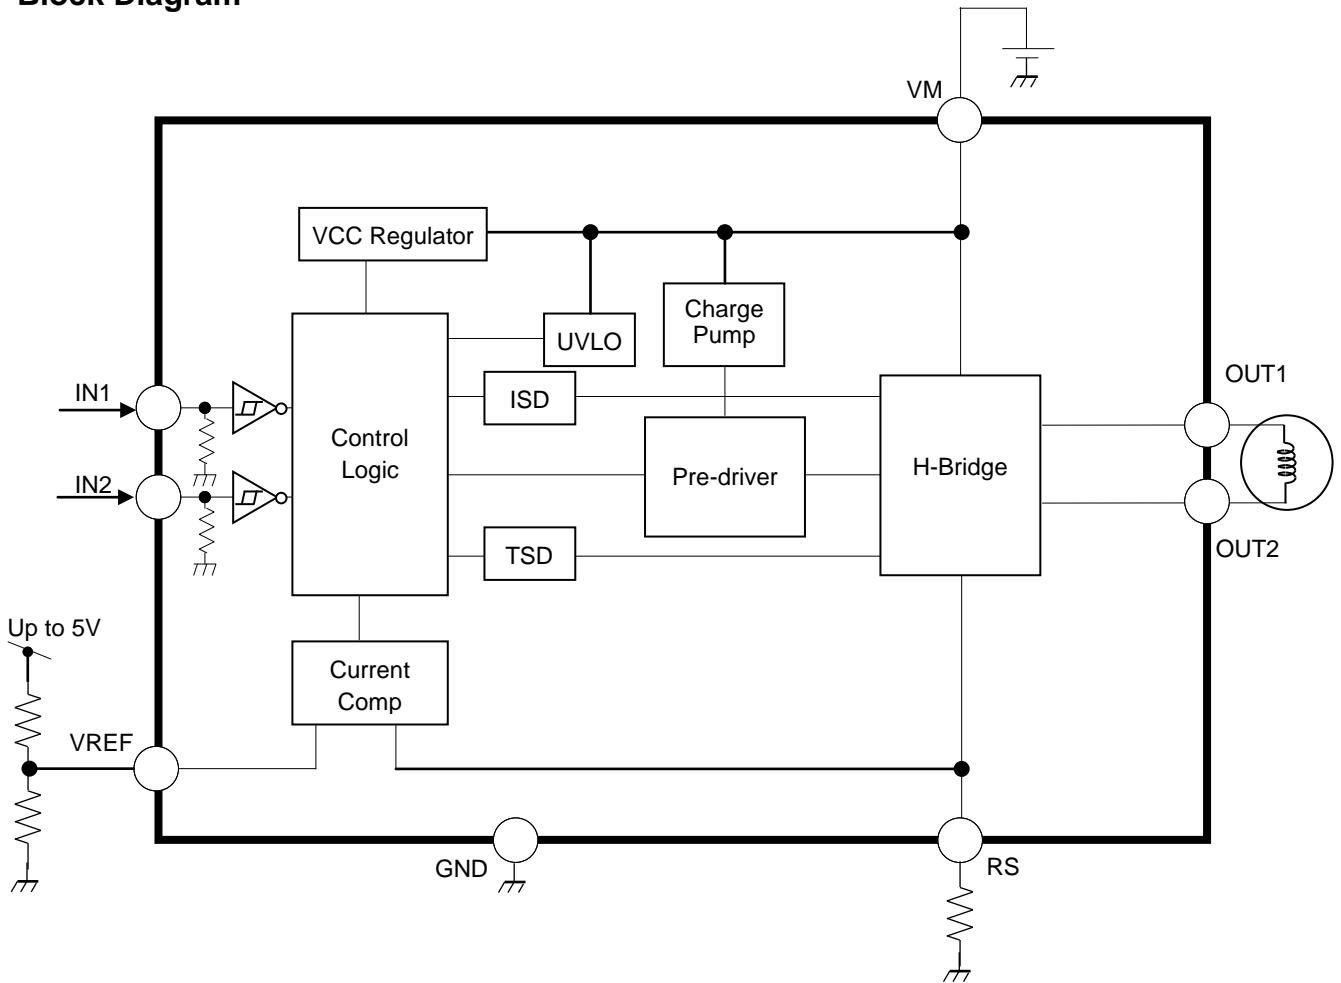 Block Diagram
VM
VCC Regulator
Charge
Pump
UVLO
IN1
ISD
OUT1
Control
Logic
Pre-driver
H-Bridge
IN2
TSD
OUT2
Up to 5V
Current
Comp
VREF
GND
RS